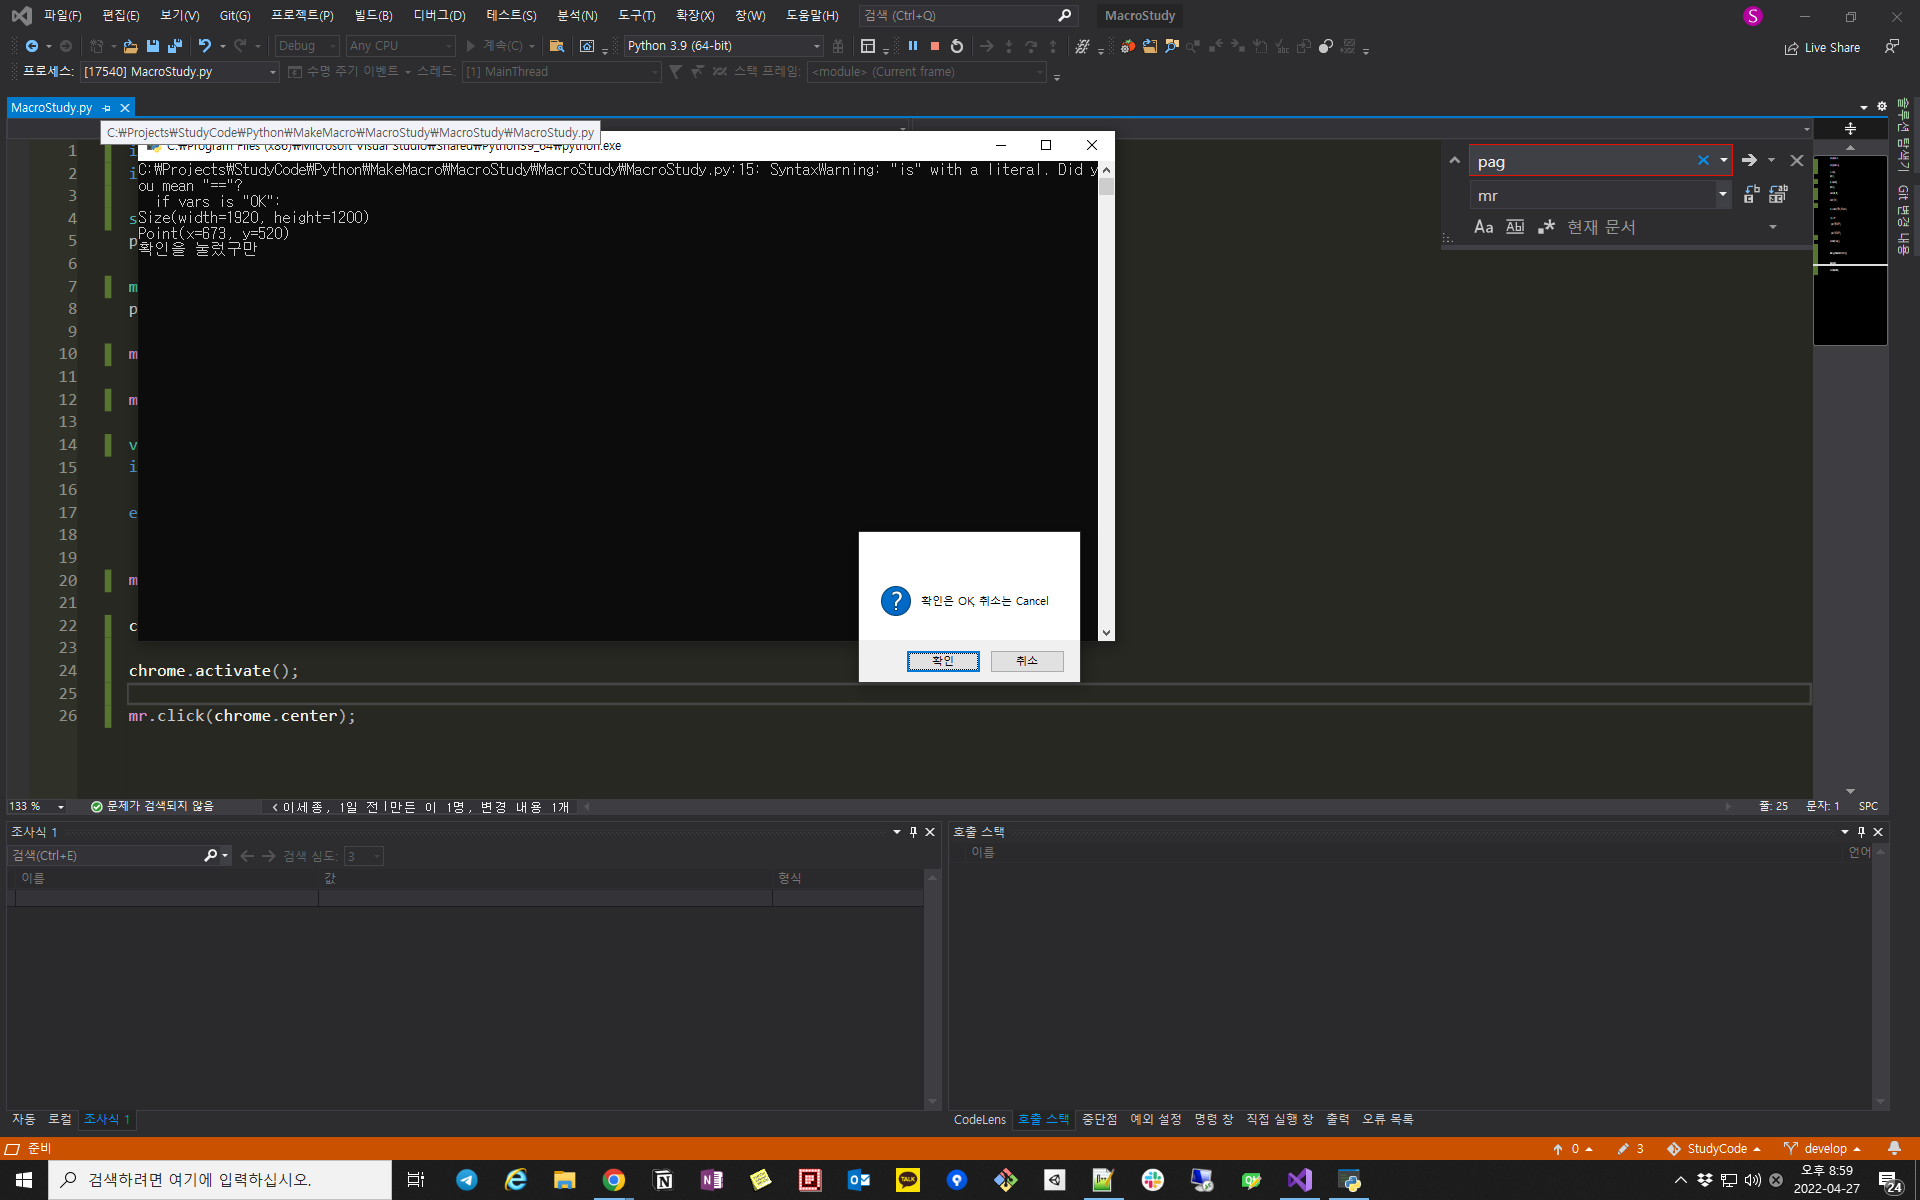 파일(F) 편집(E) 보기(V) Git(G) 프로젝트(P) 빌드(B) 디버그(D) 테스트(S) 분석(N) 도구(T) 확장(X) 창(W) 도움말(H) 검색 (Ctrl+Q) MacroStudy S
Debug Any CPU 계속(C) Python 3.9 (64-bit) Live Share
프로세스: [17540] MacroStudy.py 수명 주기 이벤트 스레드: [1] MainThread 스택 프레임: <module> (Current frame)
MacroStudy.py
C:₩Projects₩StudyCode₩Python₩MakeMacro₩MacroStudy₩MacroStudy₩MacroStudy.py
C:₩Program Files (x86)₩Microsoft Visual Studio₩Shared₩Python39_64₩python.exe
C:₩Projects₩StudyCode₩Python₩MakeMacro₩MacroStudy₩MacroStudy₩MacroStudy.py:15: SyntaxWarning: "is" with a literal. Did y
ou mean "=="?
if vars is "OK":
Size(width=1920, height=1200)
Point(x=673, y=520)
확인을 눌렀구만
1 i
2 i
3
4 s
5 p
6
7 m
8 p
9
10 m
11
12 m
13
14 v
15 i
16
17 e
18
19
20 m
21
22 c
23
24 chrome.activate();
25
26 mr.click(chrome.center);
확인은 OK, 취소는 Cancel
확인 취소
pag
mr
Aa Abl 현재 문서
솔루션 탐색기
Git 변경 내용
133 % 문제가 검색되지 않음 이세종, 1일 전 | 만든 이 1명, 변경 내용 1개 줄: 25 문자: 1 SPC
조사식 1
검색(Ctrl+E) 검색 심도: 3
이름 값 형식
호출 스택
이름 언어
자동 로컬 조사식 1
CodeLens 호출 스택 중단점 예외 설정 명령 창 직접 실행 창 출력 오류 목록
준비 0 3 StudyCode develop
검색하려면 여기에 입력하십시오.
오후 8:59
2022-04-27
24